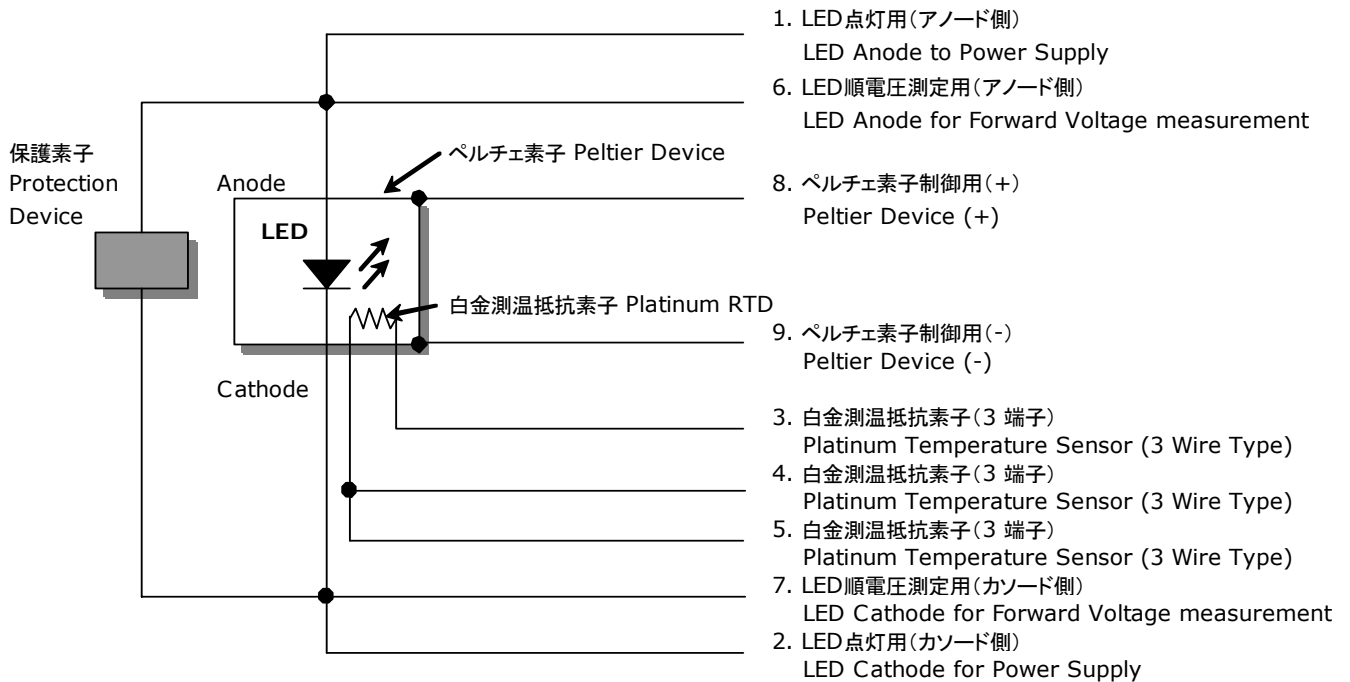 1. LED点灯用(アノード側)
LED Anode to Power Supply
6. LED順電圧測定用(アノード側)
LED Anode for Forward Voltage measurement
保護素子
Protection
Device
ペルチェ素子 Peltier Device
Anode
8. ペルチェ素子制御用(+)
Peltier Device (+)
LED
白金測温抵抗素子 Platinum RTD
9. ペルチェ素子制御用(-)
Peltier Device (-)
Cathode
3. 白金測温抵抗素子(3 端子)
Platinum Temperature Sensor (3 Wire Type)
4. 白金測温抵抗素子(3 端子)
Platinum Temperature Sensor (3 Wire Type)
5. 白金測温抵抗素子(3 端子)
Platinum Temperature Sensor (3 Wire Type)
7. LED順電圧測定用(カソード側)
LED Cathode for Forward Voltage measurement
2. LED点灯用(カソード側)
LED Cathode for Power Supply